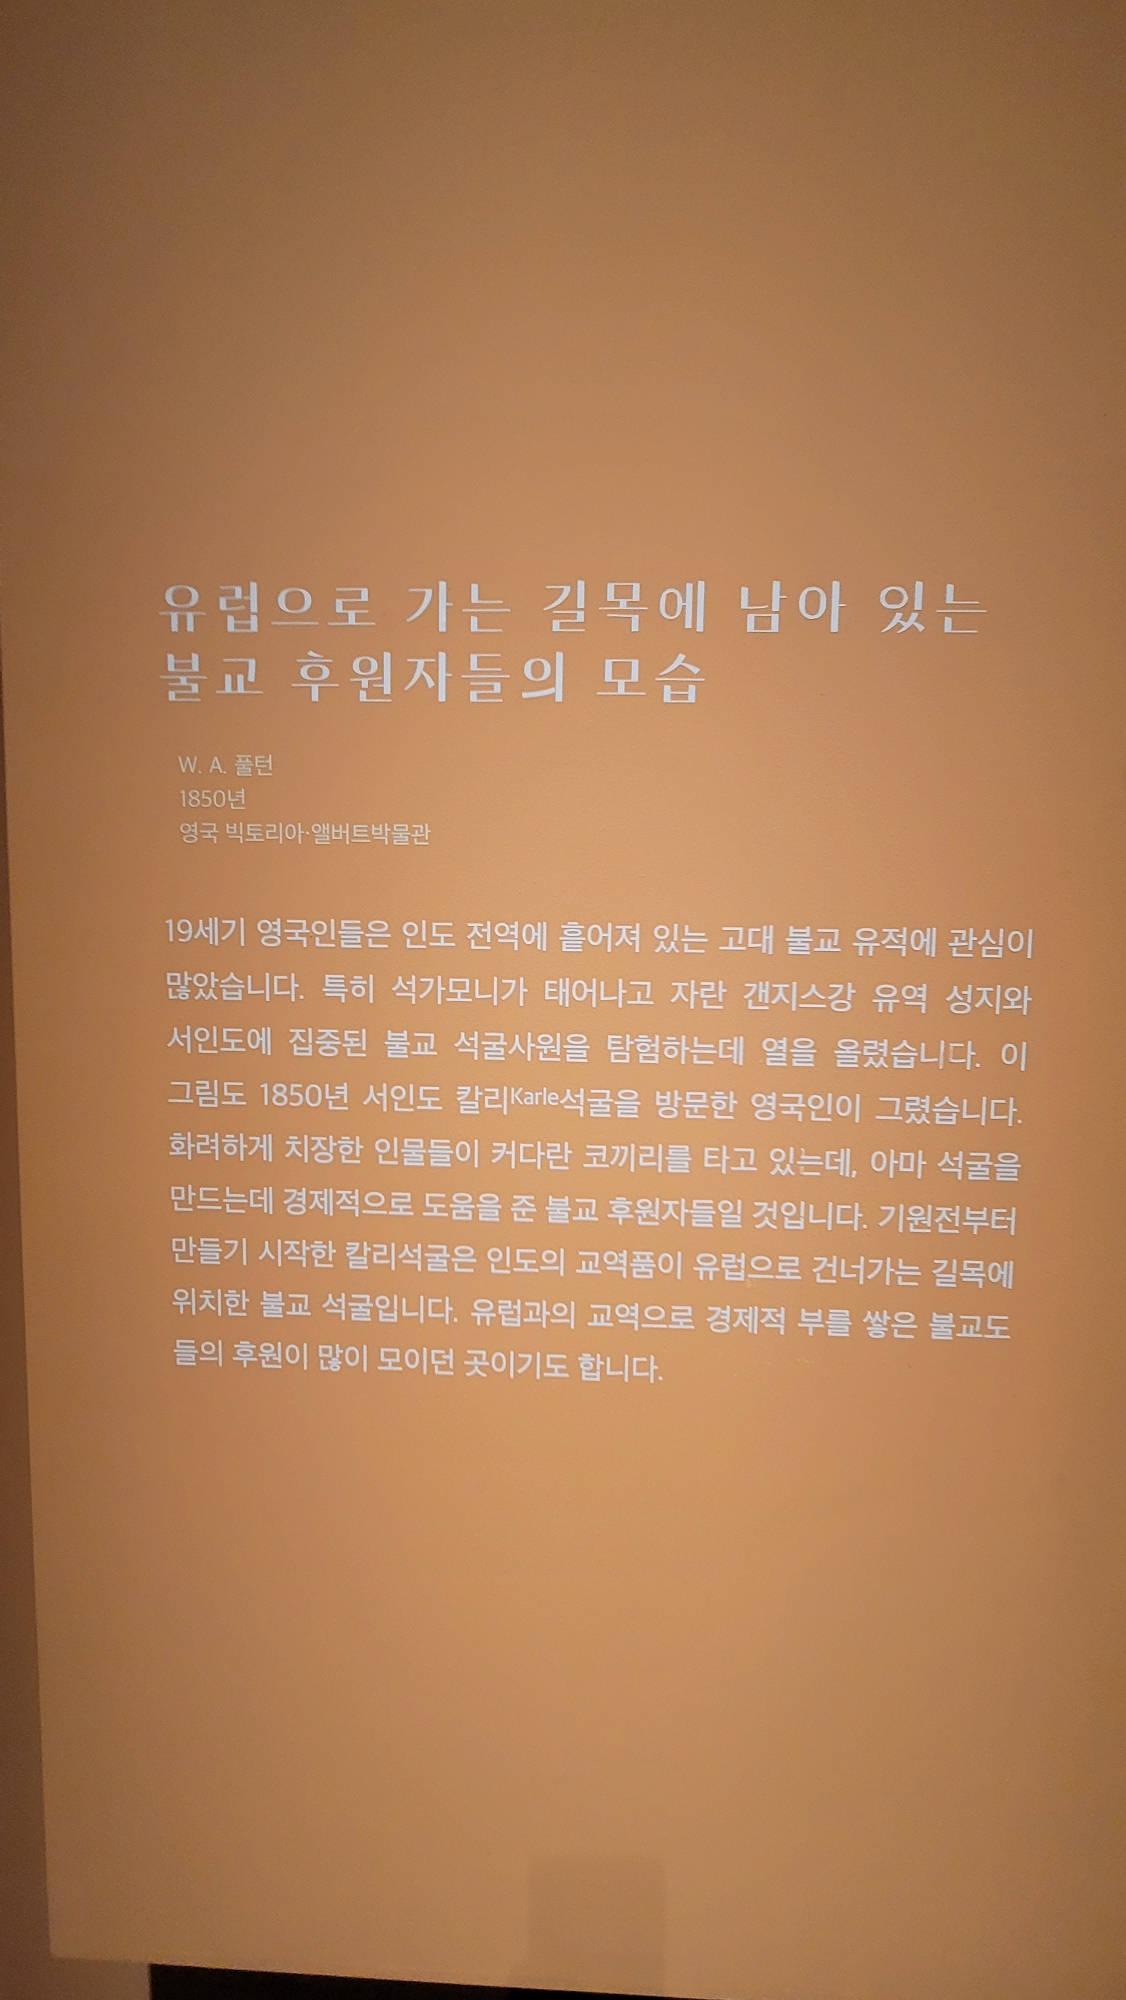 유럽으로 가는 길목에 남아 있는
불교 후원자들의 모습
W. A. 풀턴
1850년
영국 빅토리아·앨버트박물관
19세기 영국인들은 인도 전역에 흩어져 있는 고대 불교 유적에 관심이
많았습니다. 특히 석가모니가 태어나고 자란 갠지스강 유역 성지와
서인도에 집중된 불교 석굴사원을 탐험하는데 열을 올렸습니다. 이
그림도 1850년 서인도 칼리Karle석굴을 방문한 영국인이 그렸습니다.
화려하게 치장한 인물들이 커다란 코끼리를 타고 있는데, 아마 석굴을
만드는데 경제적으로 도움을 준 불교 후원자들일 것입니다. 기원전부터
만들기 시작한 칼리석굴은 인도의 교역품이 유럽으로 건너가는 길목에
위치한 불교 석굴입니다. 유럽과의 교역으로 경제적 부를 쌓은 불교도
들의 후원이 많이 모이던 곳이기도 합니다.